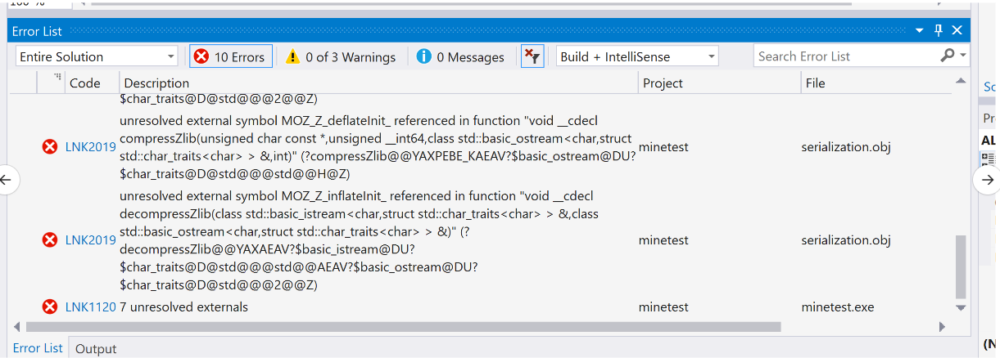 100 %
Error List
Entire Solution
10 Errors
0 of 3 Warnings
0 Messages
Build + IntelliSense
Search Error List
Code
Description
Project
File
$char_traits@D@std@@@2@@Z)
LNK2019
unresolved external symbol MOZ_Z_deflateInit_ referenced in function "void __cdecl
compressZlib(unsigned char const *,unsigned __int64,class std::basic_ostream<char,struct
std::char_traits<char> > &,int)" (?compressZlib@@YAXPEBE_KAEAV?$basic_ostream@DU?
$char_traits@D@std@@@std@@H@Z)
minetest
serialization.obj
LNK2019
unresolved external symbol MOZ_Z_inflateInit_ referenced in function "void __cdecl
decompressZlib(class std::basic_istream<char,struct std::char_traits<char> > &,class
std::basic_ostream<char,struct std::char_traits<char> > &)" (?
decompressZlib@@YAXAEAV?$basic_istream@DU?
$char_traits@D@std@@@std@@AEAV?$basic_ostream@DU?
$char_traits@D@std@@@2@@Z)
minetest
serialization.obj
LNK1120
7 unresolved externals
minetest
minetest.exe
Error List
Output
Sc
Pr
AL
(N